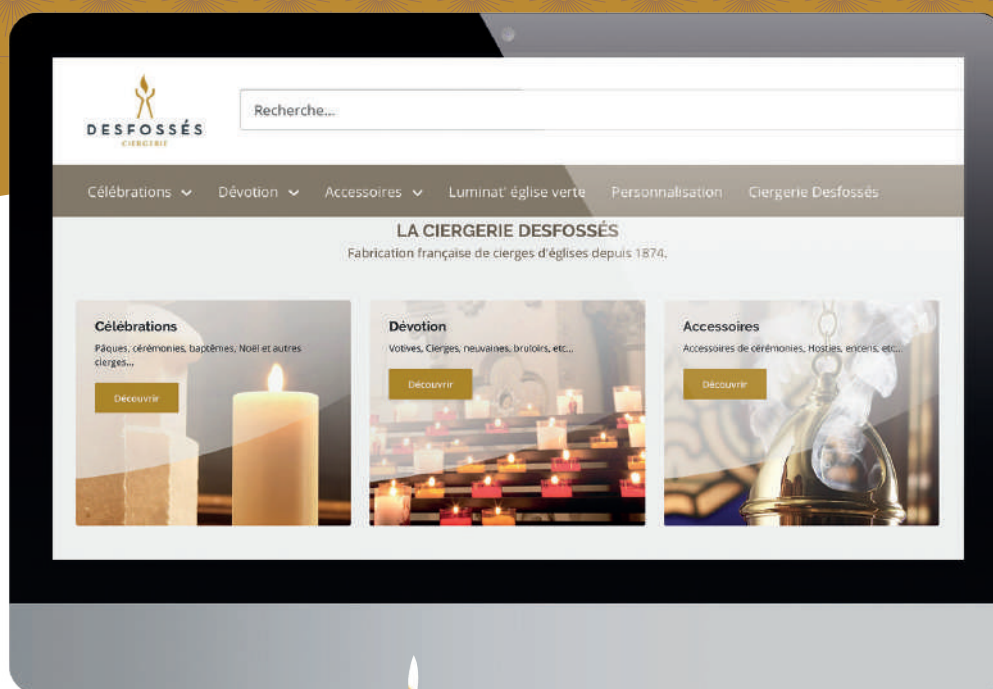 DESFOSSÉS
CIERGERIE
Recherche...
Célébrations
Dévotion
Accessoires
Luminat' église verte
Personnalisation
Ciergerie Desfossés
LA CIERGERIE DESFOSSÉS
Fabrication française de cierges d'églises depuis 1874.
Célébrations
Pâques, cérémonies, baptêmes, Noël et autres
cierges...
Découvrir
Dévotion
Votives, Cierges, neuvaines, bruloirs, etc...
Découvrir
Accessoires
Accessoires de cérémonies, Hosties, encens, etc...
Découvrir